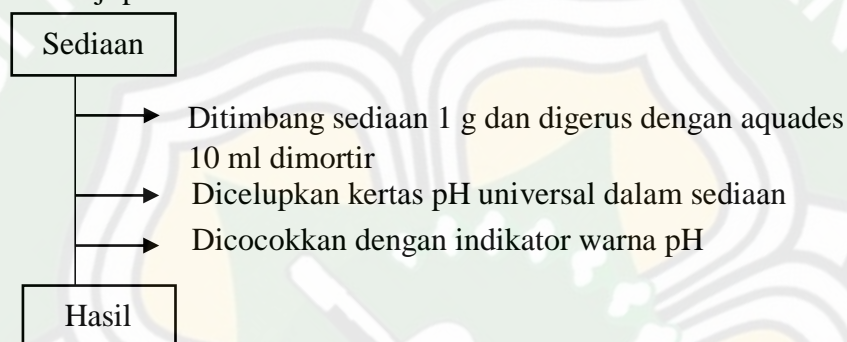 Sediaan
Ditimbang sediaan 1 g dan digerus dengan aquades
10 ml dimortir
Dicelupkan kertas pH universal dalam sediaan
Dicocokkan dengan indikator warna pH
Hasil